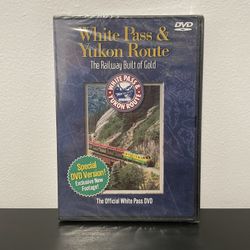 DVD
White Pass &
Yukon Route
The Railway Built of Gold
WHITE PASS &
YUKON ROUTE
Special
DVD Version!
Exclusive New
Footage!
The Official White Pass DVD